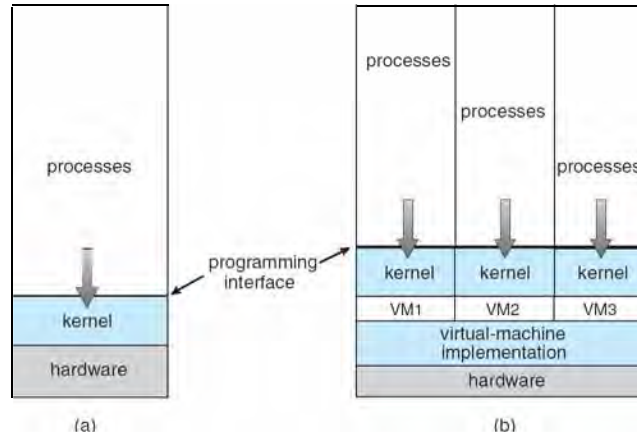 processes
kernel
hardware
(a)
programming
interface
processes
processes
processes
kernel
kernel
kernel
VM1
VM2
VM3
virtual-machine
implementation
hardware
(b)